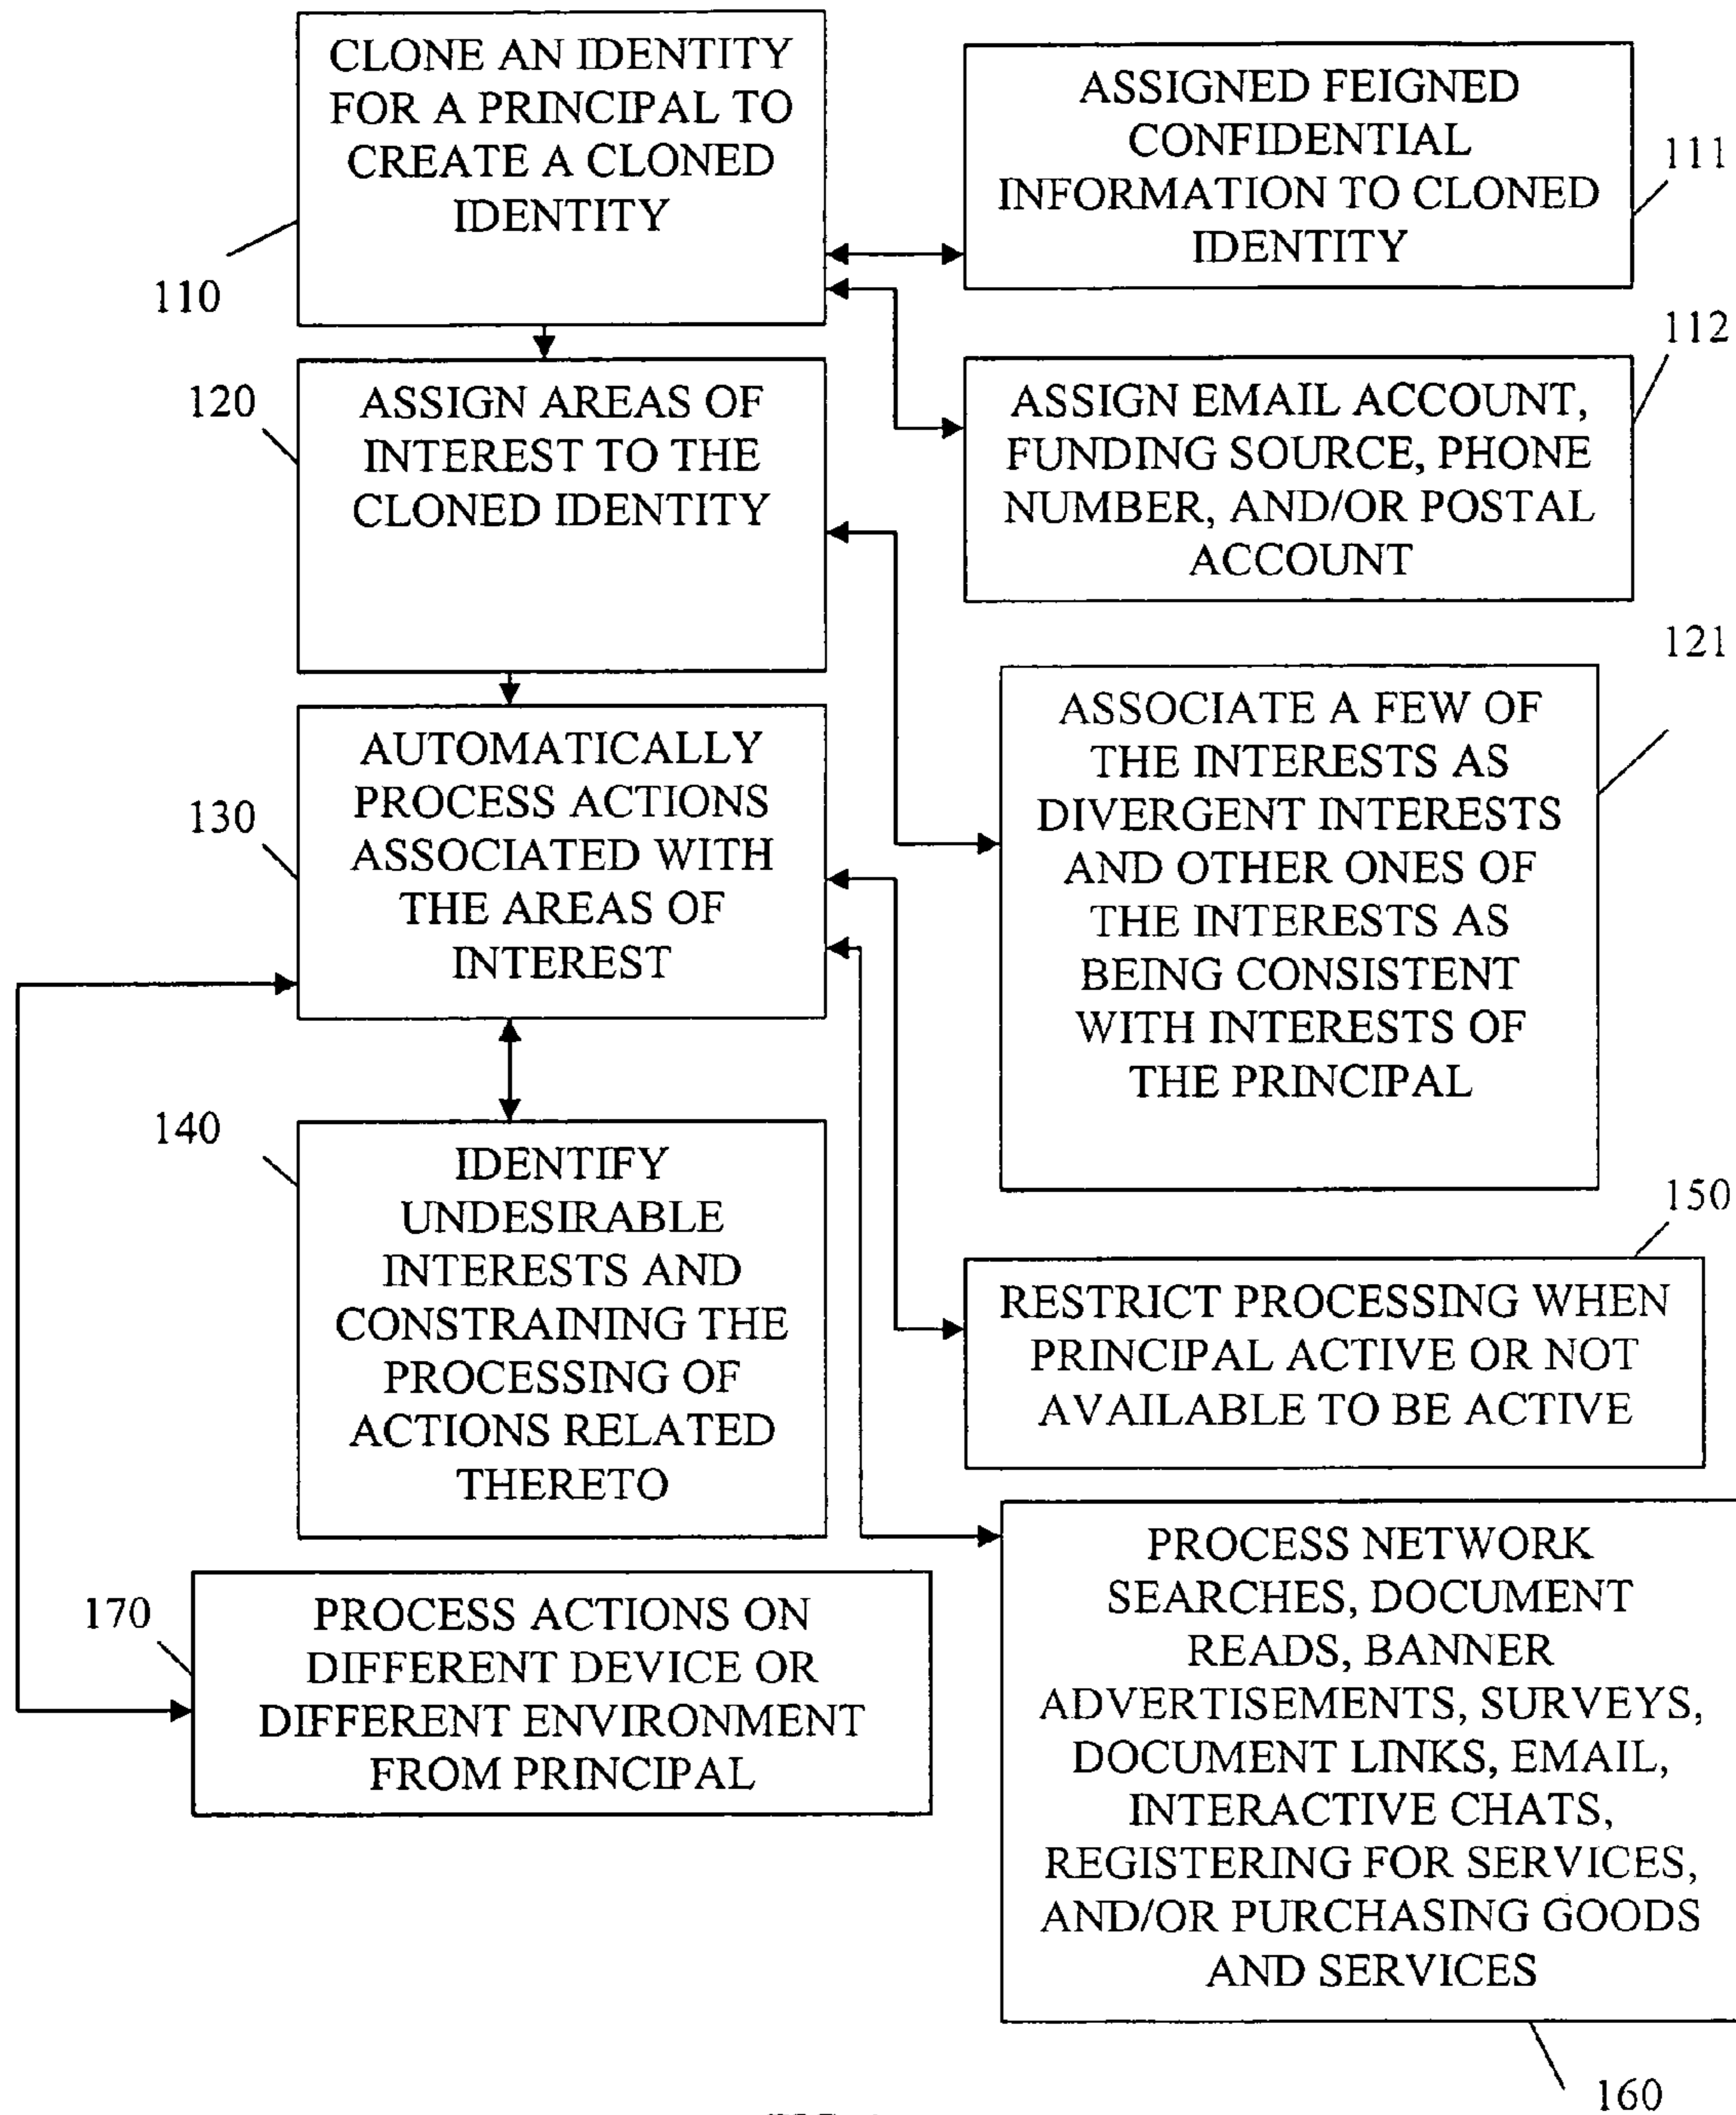 CLONE AN IDENTITY
FOR A PRINCIPAL TO
CREATE A CLONED
IDENTITY
110
ASSIGNED FEIGNED
CONFIDENTIAL
INFORMATION TO CLONED
IDENTITY
111
112
ASSIGN EMAIL ACCOUNT,
FUNDING SOURCE, PHONE
NUMBER, AND/OR POSTAL
ACCOUNT
120
ASSIGN AREAS OF
INTEREST TO THE
CLONED IDENTITY
121
ASSOCIATE A FEW OF
THE INTERESTS AS
DIVERGENT INTERESTS
AND OTHER ONES OF
THE INTERESTS AS
BEING CONSISTENT
WITH INTERESTS OF
THE PRINCIPAL
130
AUTOMATICALLY
PROCESS ACTIONS
ASSOCIATED WITH
THE AREAS OF
INTEREST
140
IDENTIFY
UNDESIRABLE
INTERESTS AND
CONSTRAINING THE
PROCESSING OF
ACTIONS RELATED
THERETO
150
RESTRICT PROCESSING WHEN
PRINCIPAL ACTIVE OR NOT
AVAILABLE TO BE ACTIVE
170
PROCESS ACTIONS ON
DIFFERENT DEVICE OR
DIFFERENT ENVIRONMENT
FROM PRINCIPAL
PROCESS NETWORK
SEARCHES, DOCUMENT
READS, BANNER
ADVERTISEMENTS, SURVEYS,
DOCUMENT LINKS, EMAIL,
INTERACTIVE CHATS,
REGISTERING FOR SERVICES,
AND/OR PURCHASING GOODS
AND SERVICES
160